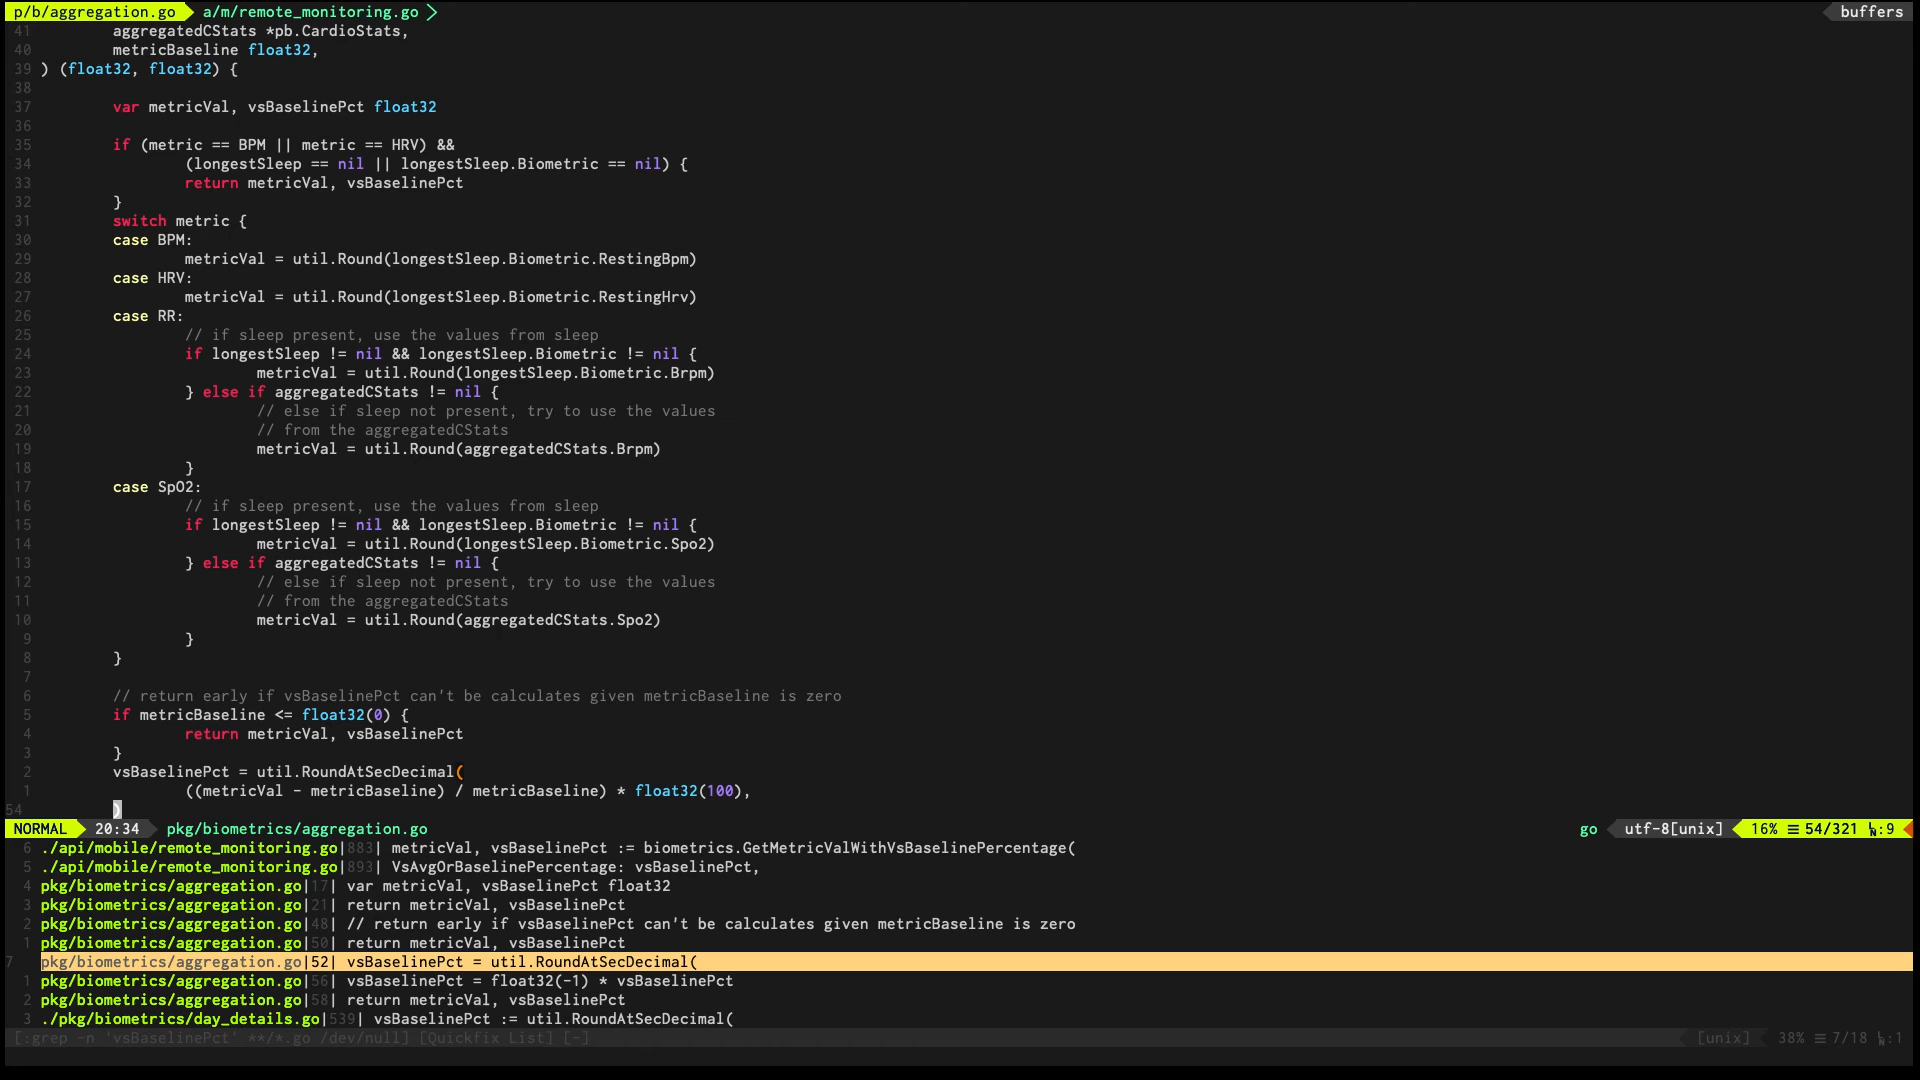 p/b/aggregation.go a/m/remote_monitoring.go buffers
41 aggregatedCStats *pb.CardioStats,
40 metricBaseline float32,
39 ) (float32, float32) {
38
37 var metricVal, vsBaselinePct float32
36
35 if (metric == BPM || metric == HRV) &&
34 (longestSleep == nil || longestSleep.Biometric == nil) {
33 return metricVal, vsBaselinePct
32 }
31 switch metric {
30 case BPM:
29 metricVal = util.Round(longestSleep.Biometric.RestingBpm)
28 case HRV:
27 metricVal = util.Round(longestSleep.Biometric.RestingHrv)
26 case RR:
25 // if sleep present, use the values from sleep
24 if longestSleep != nil && longestSleep.Biometric != nil {
23 metricVal = util.Round(longestSleep.Biometric.Brpm)
22 } else if aggregatedCStats != nil {
21 // else if sleep not present, try to use the values
20 // from the aggregatedCStats
19 metricVal = util.Round(aggregatedCStats.Brpm)
18 }
17 case SpO2:
16 // if sleep present, use the values from sleep
15 if longestSleep != nil && longestSleep.Biometric != nil {
14 metricVal = util.Round(longestSleep.Biometric.Spo2)
13 } else if aggregatedCStats != nil {
12 // else if sleep not present, try to use the values
11 // from the aggregatedCStats
10 metricVal = util.Round(aggregatedCStats.Spo2)
9 }
8 }
7
6 // return early if vsBaselinePct can't be calculates given metricBaseline is zero
5 if metricBaseline <= float32(0) {
4 return metricVal, vsBaselinePct
3 }
2 vsBaselinePct = util.RoundAtSecDecimal(
1 ((metricVal - metricBaseline) / metricBaseline) * float32(100),
54 )
NORMAL 20:34 pkg/biometrics/aggregation.go go utf-8[unix] 16% ≡ 54/321 ㏑:9
6 ./api/mobile/remote_monitoring.go|883| metricVal, vsBaselinePct := biometrics.GetMetricValWithVsBaselinePercentage(
5 ./api/mobile/remote_monitoring.go|893| VsAvgOrBaselinePercentage: vsBaselinePct,
4 pkg/biometrics/aggregation.go|17| var metricVal, vsBaselinePct float32
3 pkg/biometrics/aggregation.go|21| return metricVal, vsBaselinePct
2 pkg/biometrics/aggregation.go|48| // return early if vsBaselinePct can't be calculates given metricBaseline is zero
1 pkg/biometrics/aggregation.go|50| return metricVal, vsBaselinePct
7 pkg/biometrics/aggregation.go|52| vsBaselinePct = util.RoundAtSecDecimal(
1 pkg/biometrics/aggregation.go|56| vsBaselinePct = float32(-1) * vsBaselinePct
2 pkg/biometrics/aggregation.go|58| return metricVal, vsBaselinePct
3 ./pkg/biometrics/day_details.go|539| vsBaselinePct := util.RoundAtSecDecimal(
[:grep -n 'vsBaselinePct' **/*.go /dev/null] [Quickfix List] [-] [unix] 38% ≡ 7/18 ㏑:1